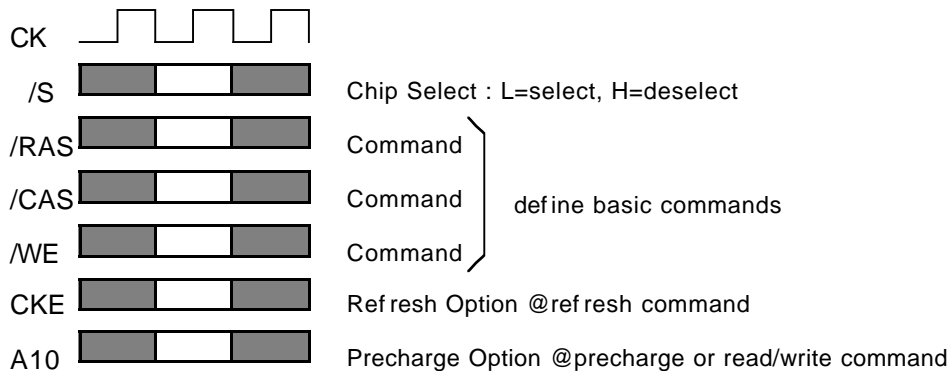 CK
/S Chip Select : L=select, H=deselect
/RAS Command
/CAS Command define basic commands
/WE Command
CKE Refresh Option @refresh command
A10 Precharge Option @precharge or read/write command